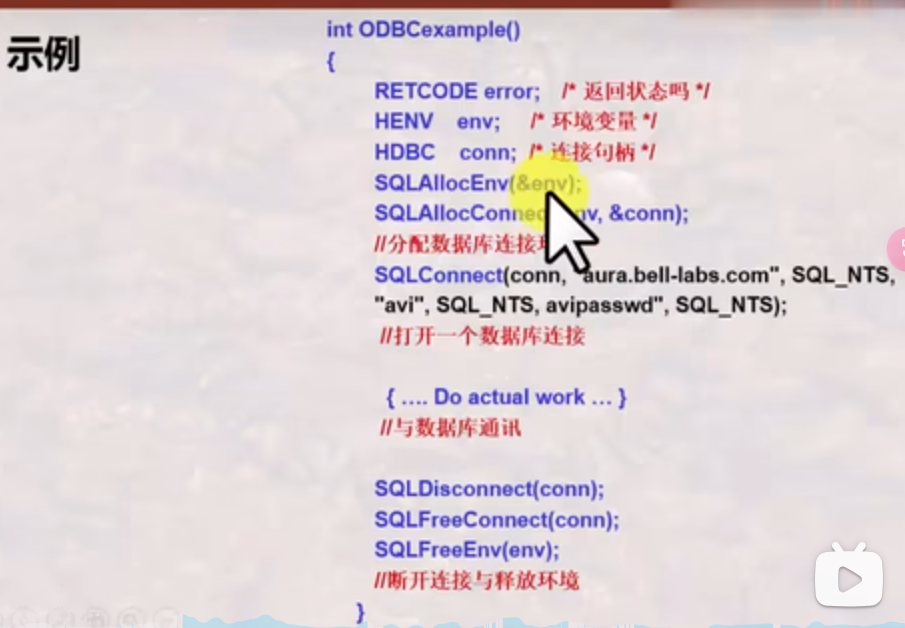 示例
int ODBCexample()
{
RETCODE error; /* 返回状态吗 */
HENV env; /* 环境变量 */
HDBC conn; /* 连接句柄 */
SQLAllocEnv(&env);
SQLAllocConnec nv, &conn);
//分配数据库连接
SQLConnect(conn, "aura.bell-labs.com", SQL_NTS,
"avi", SQL_NTS, avipasswd", SQL_NTS);
//打开一个数据库连接
{ .... Do actual work ... }
//与数据库通讯
SQLDisconnect(conn);
SQLFreeConnect(conn);
SQLFreeEnv(env);
//断开连接与释放环境
}